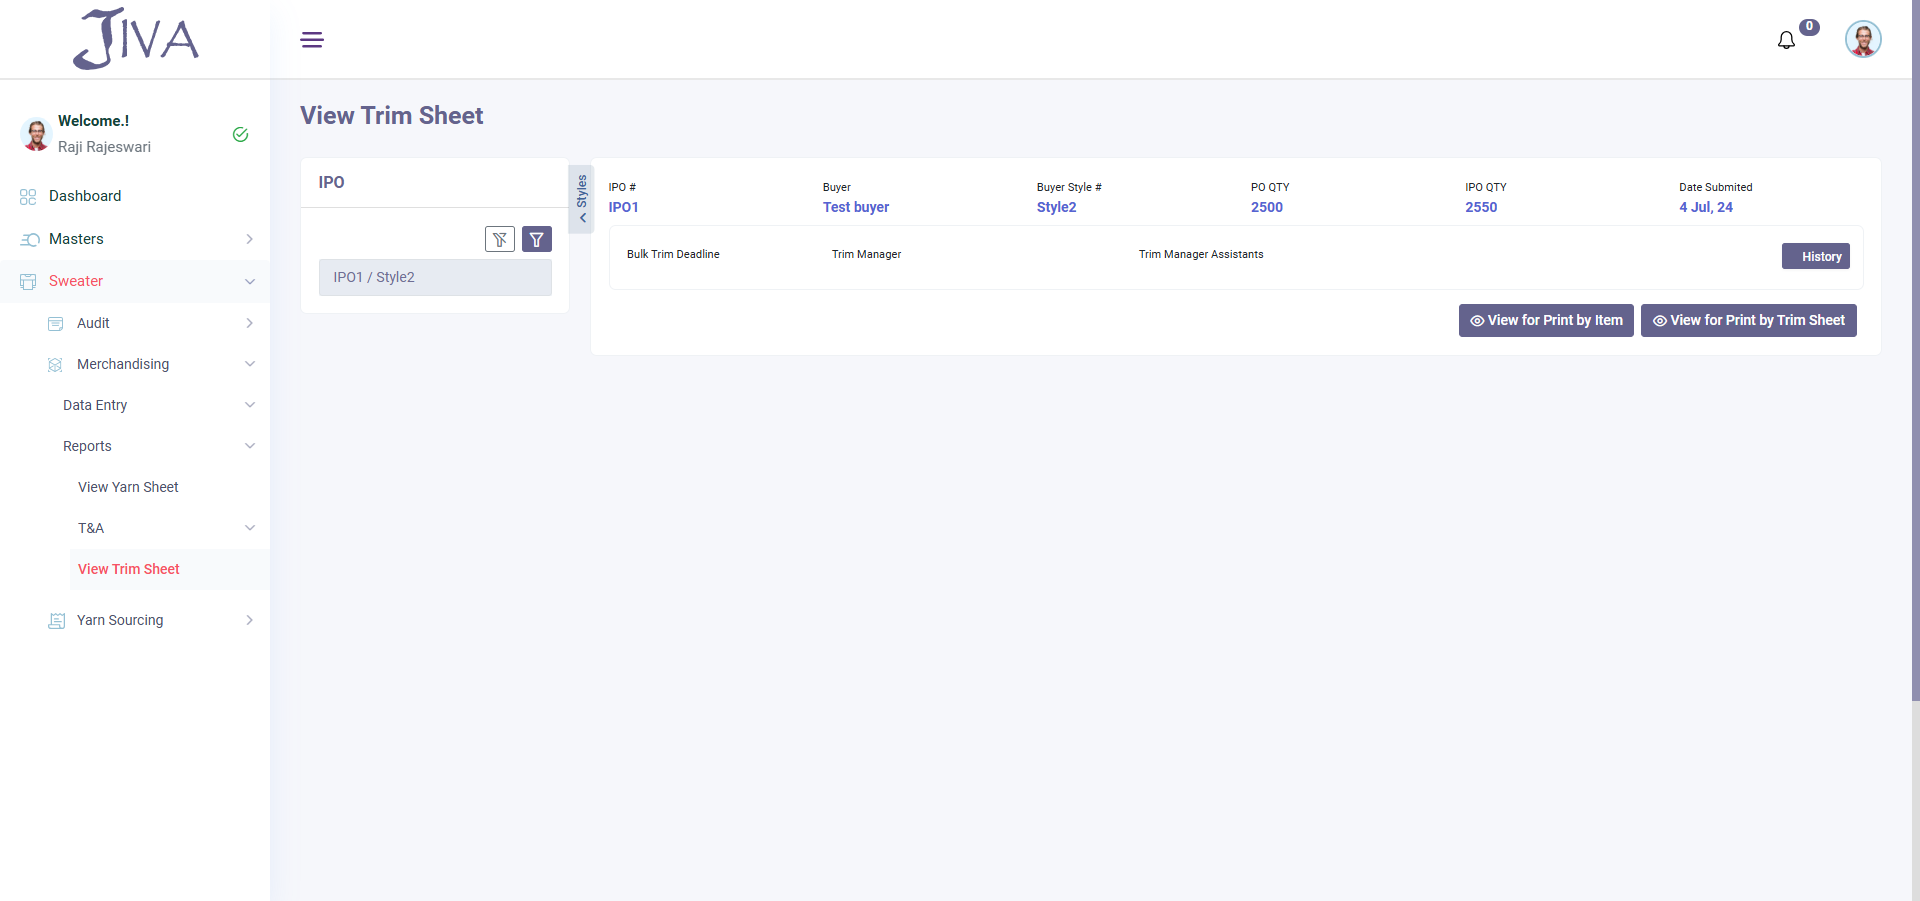 JIVA
0
Welcome.!
Raji Rajeswari
Dashboard
Masters
Sweater
Audit
Merchandising
Data Entry
Reports
View Yarn Sheet
T&A
View Trim Sheet
Yarn Sourcing
View Trim Sheet
IPO
IPO1 / Style2
Styles
IPO # Buyer Buyer Style # PO QTY IPO QTY Date Submited
IPO1 Test buyer Style2 2500 2550 4 Jul, 24
Bulk Trim Deadline Trim Manager Trim Manager Assistants History
View for Print by Item View for Print by Trim Sheet